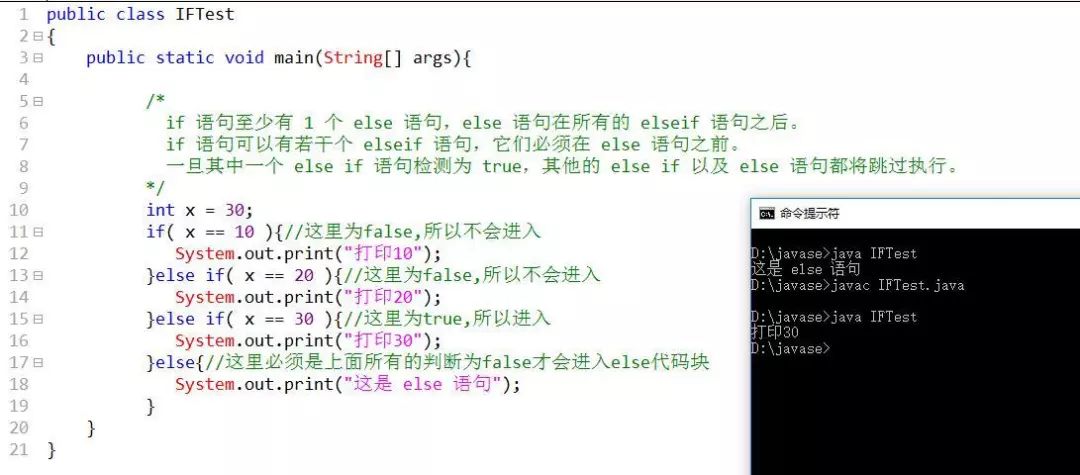 1 public class IFTest
2 {
3 public static void main(String[] args){
4
5 /*
6 if 语句至少有 1 个 else 语句，else 语句在所有的 elseif 语句之后。
7 if 语句可以有若干个 elseif 语句，它们必须在 else 语句之前。
8 一旦其中一个 else if 语句检测为 true，其他的 else if 以及 else 语句都将跳过执行。
9 */
10 int x = 30;
11 if( x == 10 ){//这里为false,所以不会进入
12 System.out.print("打印10");
13 }else if( x == 20 ){//这里为false,所以不会进入
14 System.out.print("打印20");
15 }else if( x == 30 ){//这里为true,所以进入
16 System.out.print("打印30");
17 }else{//这里必须是上面所有的判断为false才会进入else代码块
18 System.out.print("这是 else 语句");
19 }
20 }
21 }
命令提示符
D:\javase>java IFTest
这是 else 语句
D:\javase>javac IFTest.java
D:\javase>java IFTest
打印30
D:\javase>